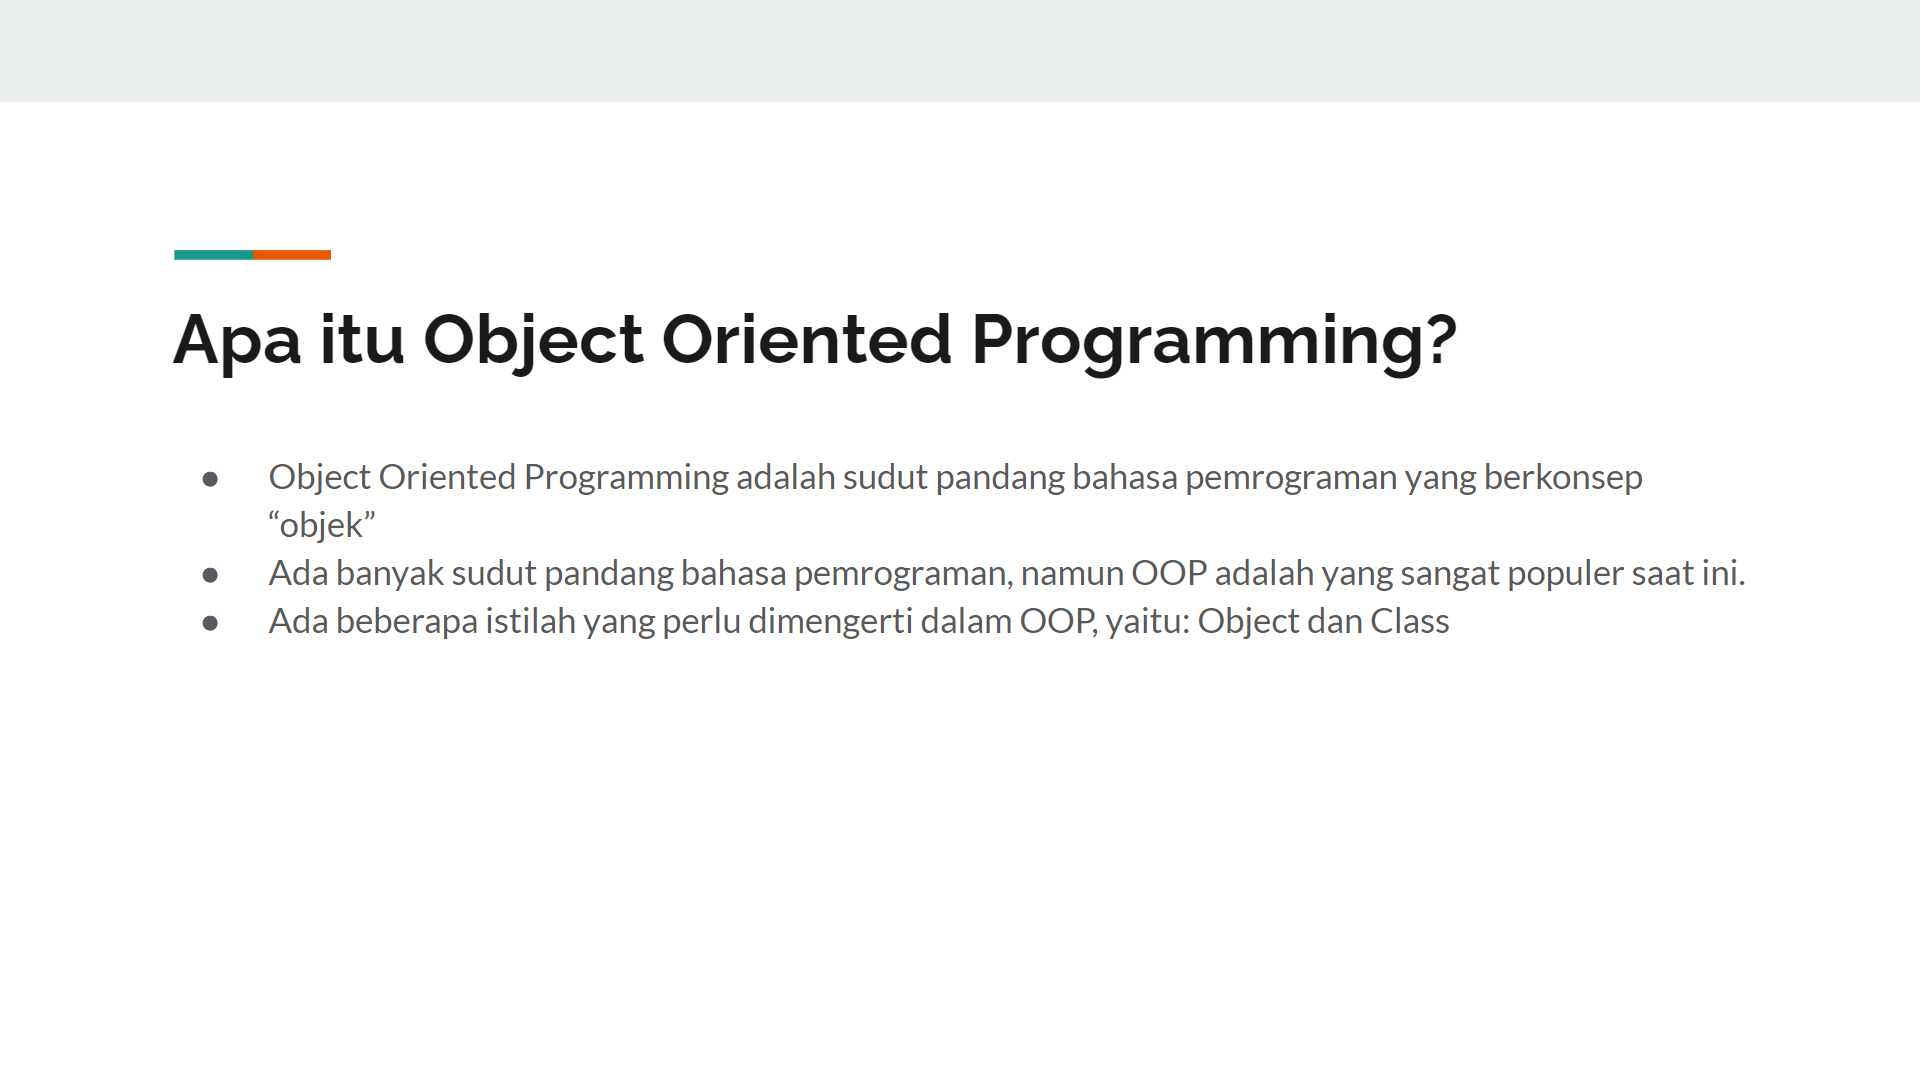 Apa itu Object Oriented Programming?
● Object Oriented Programming adalah sudut pandang bahasa pemrograman yang berkonsep
“objek”
● Ada banyak sudut pandang bahasa pemrograman, namun OOP adalah yang sangat populer saat ini.
● Ada beberapa istilah yang perlu dimengerti dalam OOP, yaitu: Object dan Class